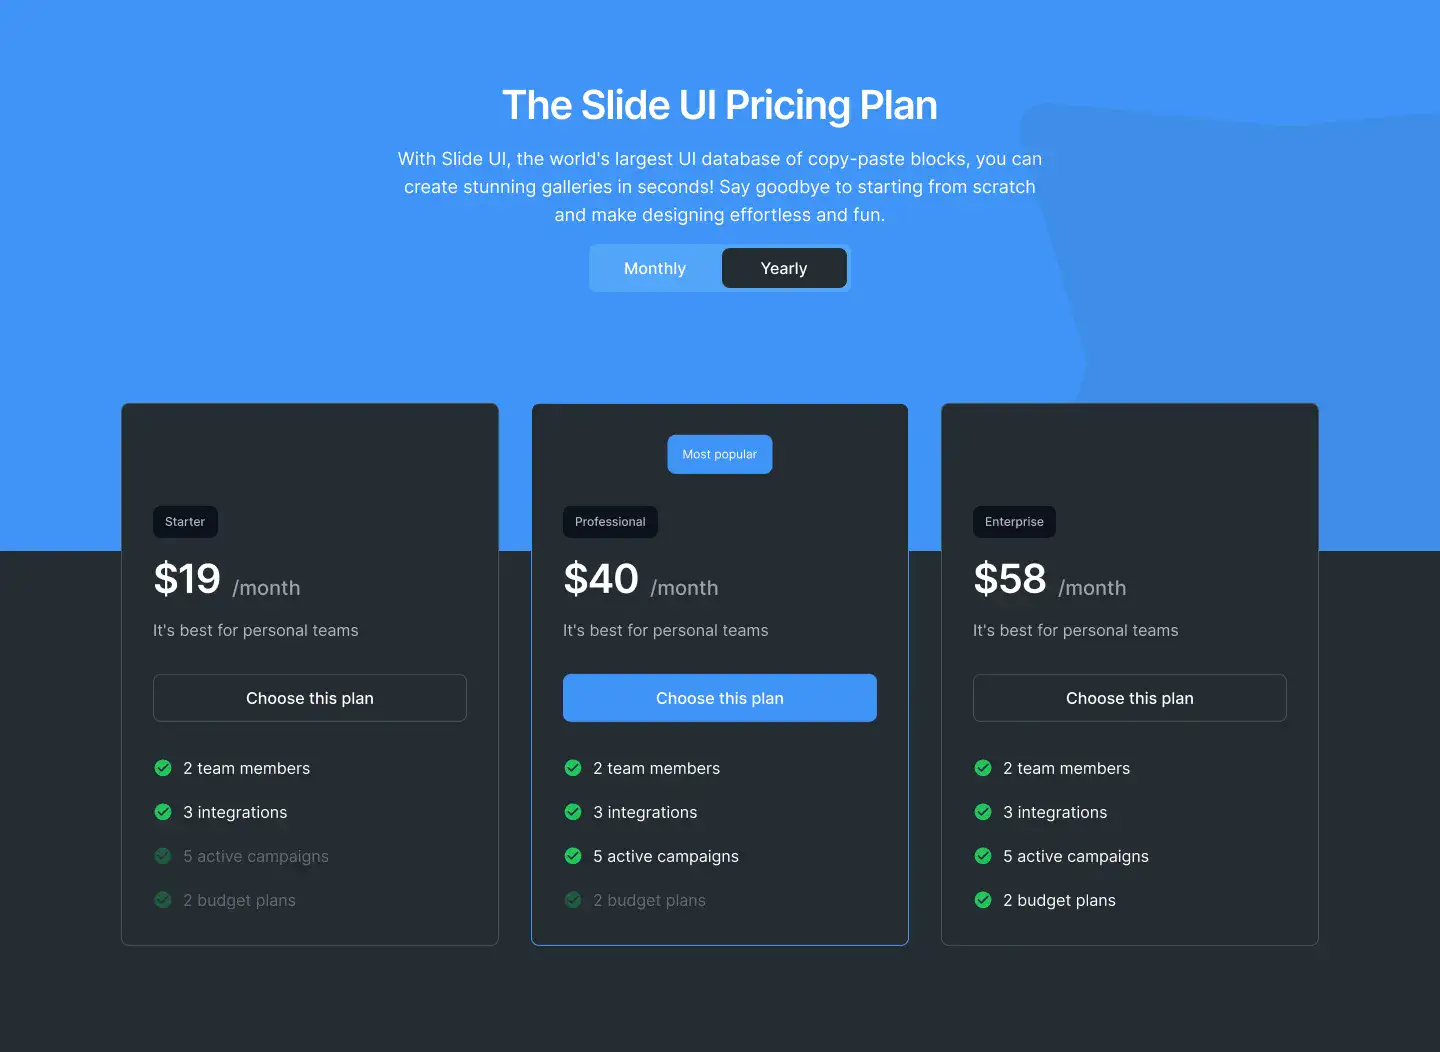 The Slide UI Pricing Plan
With Slide UI, the world's largest UI database of copy-paste blocks, you can
create stunning galleries in seconds! Say goodbye to starting from scratch
and make designing effortless and fun.
Monthly
Yearly
Starter
$19 /month
It's best for personal teams
Choose this plan
2 team members
3 integrations
5 active campaigns
2 budget plans
Most popular
Professional
$40 /month
It's best for personal teams
Choose this plan
2 team members
3 integrations
5 active campaigns
2 budget plans
Enterprise
$58 /month
It's best for personal teams
Choose this plan
2 team members
3 integrations
5 active campaigns
2 budget plans